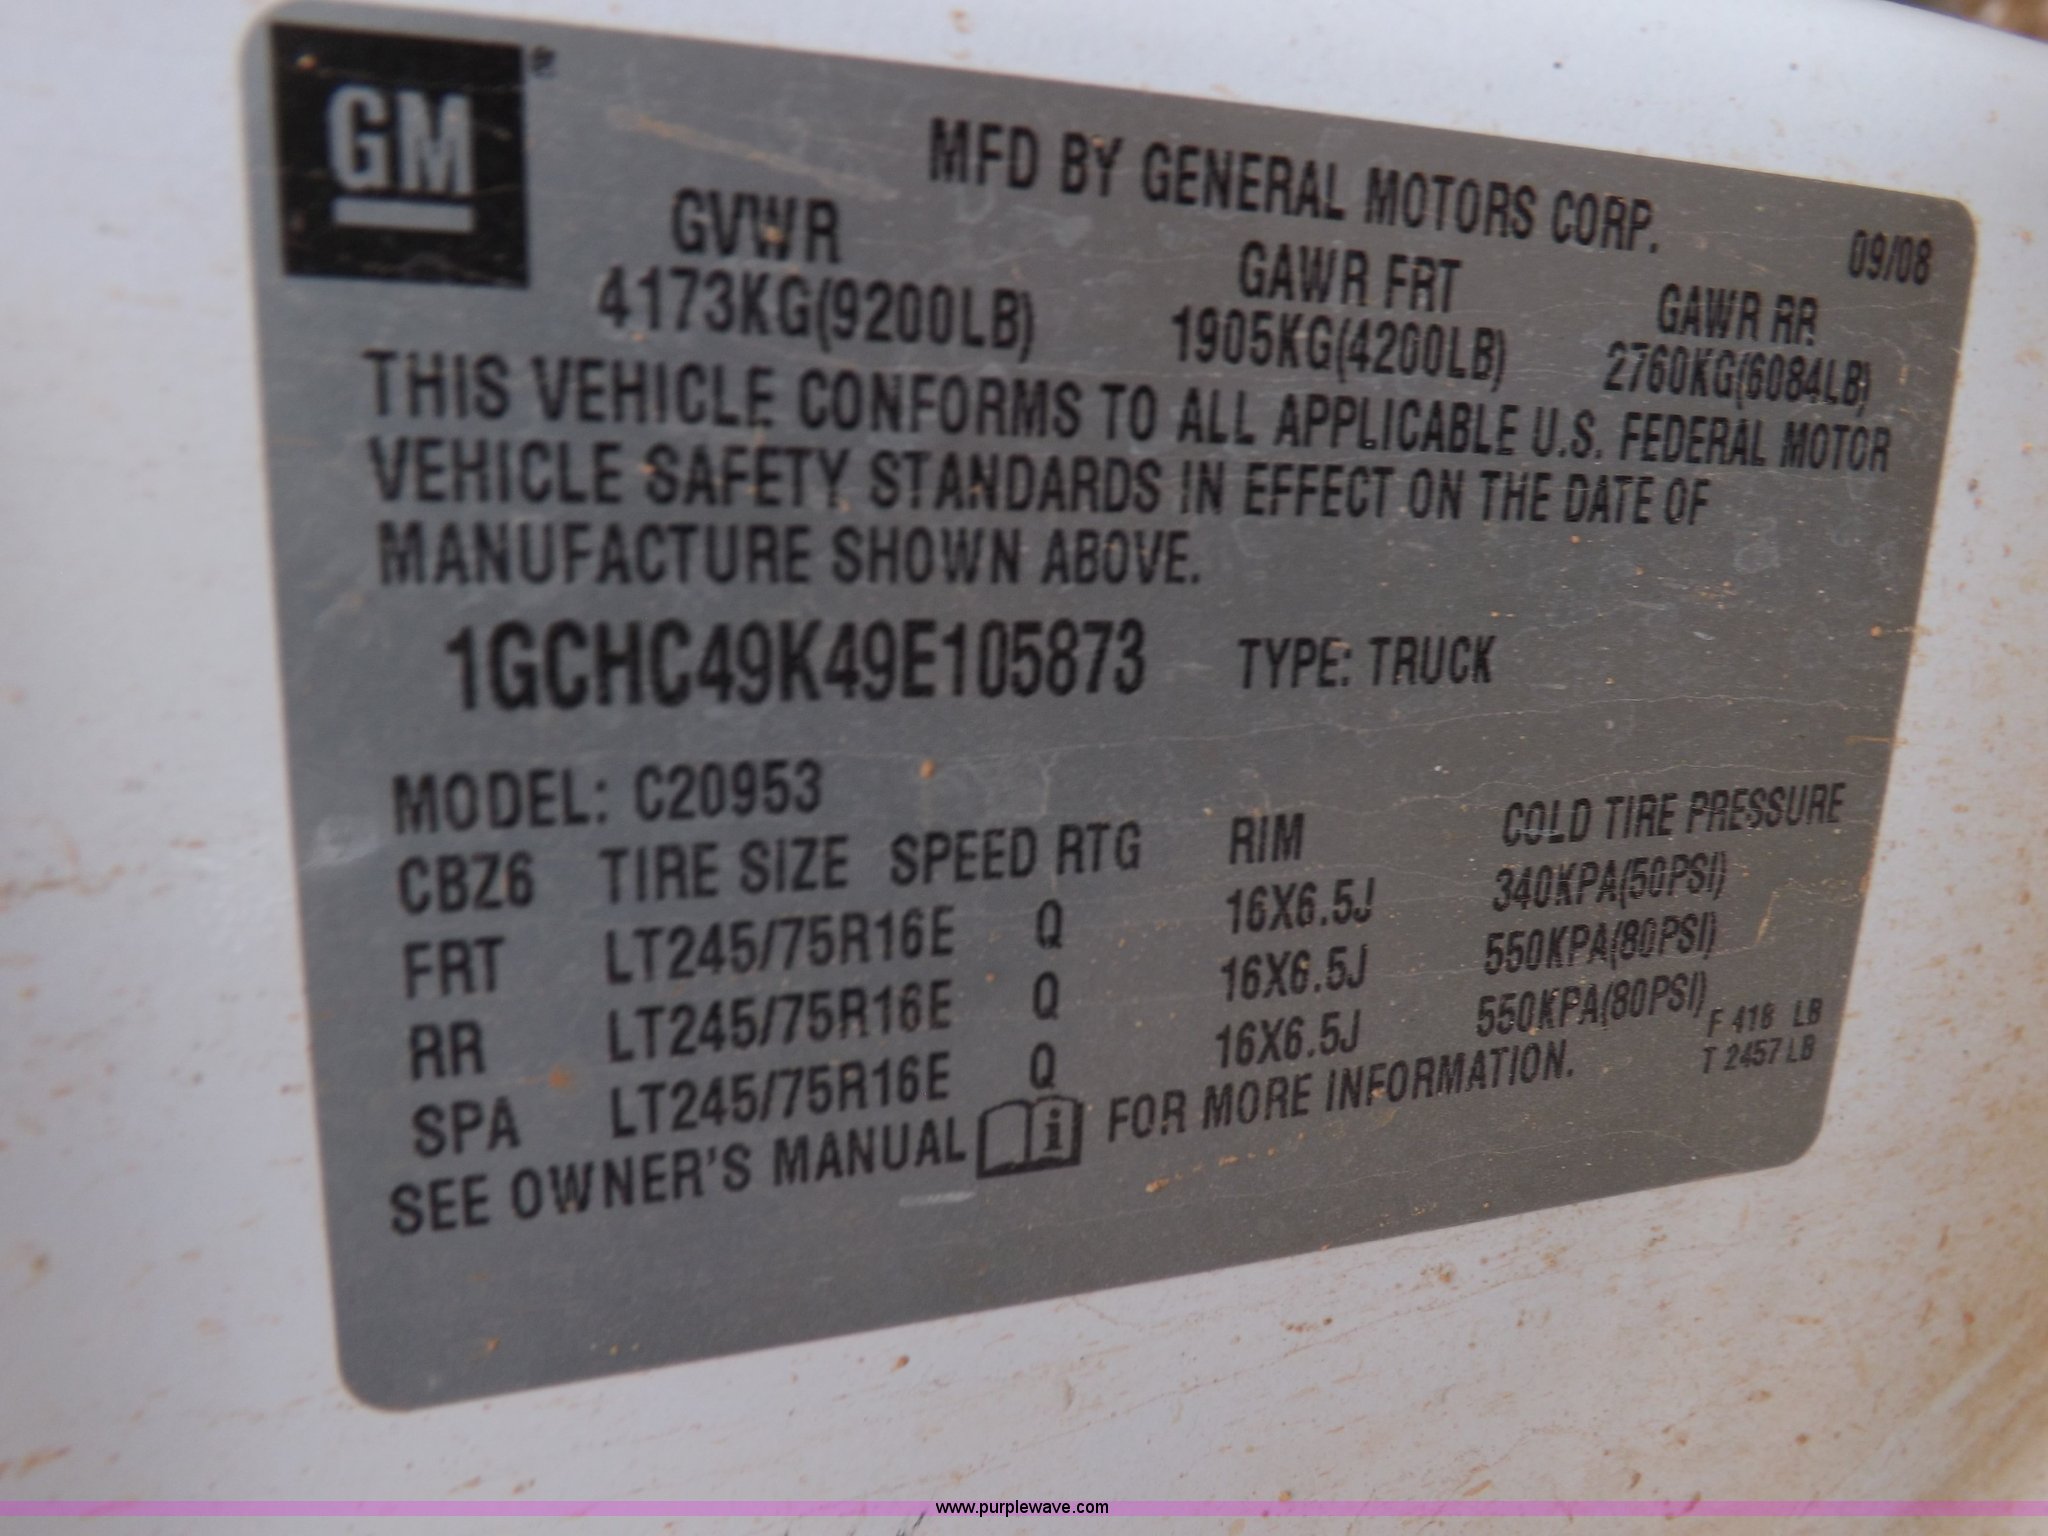 GM
MFD BY GENERAL MOTORS CORP.
09/08
GVWR GAWR FRT GAWR RR
4173KG(9200LB) 1905KG(4200LB) 2760KG(6084LB)
THIS VEHICLE CONFORMS TO ALL APPLICABLE U.S. FEDERAL MOTOR
VEHICLE SAFETY STANDARDS IN EFFECT ON THE DATE OF
MANUFACTURE SHOWN ABOVE.
1GCHC49K49E105873 TYPE: TRUCK
MODEL: C20953
CBZ6 TIRE SIZE SPEED RTG RIM COLD TIRE PRESSURE
FRT LT245/75R16E Q 16X6.5J 340KPA(50PSI)
RR LT245/75R16E Q 16X6.5J 550KPA(80PSI)
SPA LT245/75R16E Q 16X6.5J 550KPA(80PSI)
F 418 LB
T 2457 LB
SEE OWNER'S MANUAL i FOR MORE INFORMATION.
www.purplewave.com